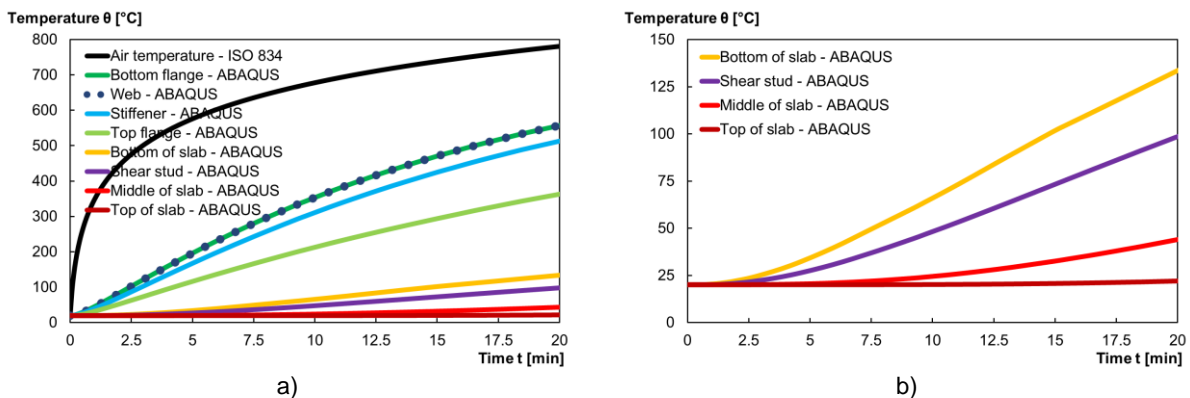 Temperature θ [°C]
800
700
600
500
400
300
200
100
0
Air temperature - ISO 834
Bottom flange - ABAQUS
Web - ABAQUS
Stiffener - ABAQUS
Top flange - ABAQUS
Bottom of slab - ABAQUS
Shear stud - ABAQUS
Middle of slab - ABAQUS
Top of slab - ABAQUS
0 2.5 5 7.5 10 12.5 15 17.5 20
Time t [min]
a)
Temperature θ [°C]
150
125
100
75
50
25
0
Bottom of slab - ABAQUS
Shear stud - ABAQUS
Middle of slab - ABAQUS
Top of slab - ABAQUS
0 2.5 5 7.5 10 12.5 15 17.5 20
Time t [min]
b)